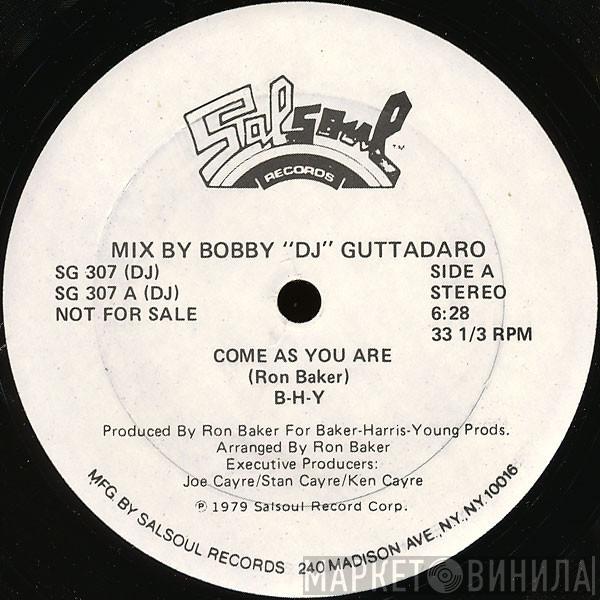 Salsoul
RECORDS
MIX BY BOBBY "DJ" GUTTADARO
SG 307 (DJ)
SG 307 A (DJ)
NOT FOR SALE
SIDE A
STEREO
6:28
33 1/3 RPM
COME AS YOU ARE
(Ron Baker)
B-H-Y
Produced By Ron Baker For Baker-Harris-Young Prods.
Arranged By Ron Baker
Executive Producers:
Joe Cayre/Stan Cayre/Ken Cayre
℗ 1979 Salsoul Record Corp.
MFG. BY SALSOUL RECORDS 240 MADISON AVE., N.Y., N.Y. 10016
МАРКЕТ ВИНИЛА